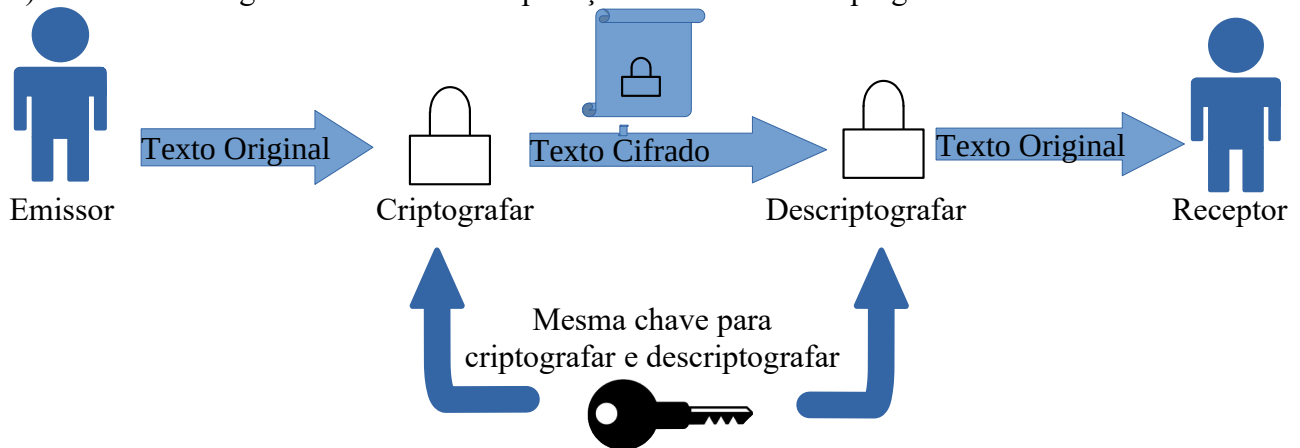 Texto Original
Texto Cifrado
Texto Original
Emissor
Criptografar
Descriptografar
Receptor
Mesma chave para
criptografar e descriptografar